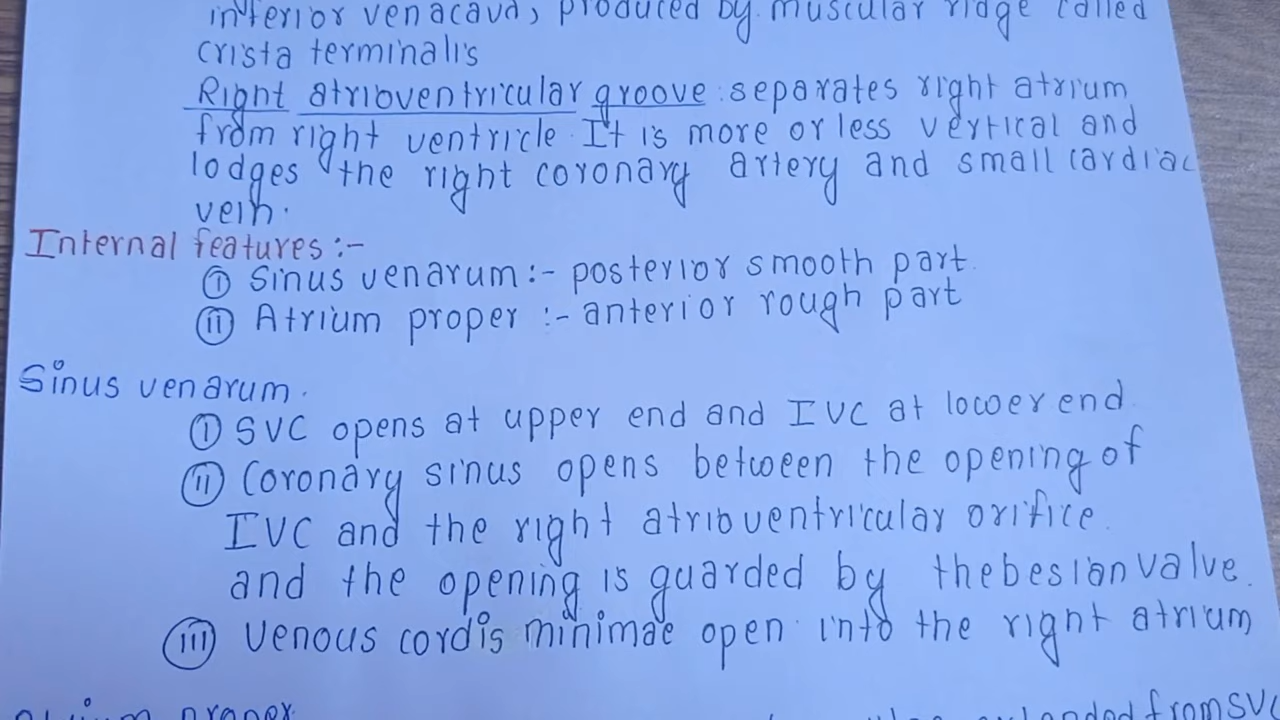 inferior venacava, produced by muscular ridge called
crista terminalis
Right atrioventricular groove : separates right atrium
from right ventricle. It is more or less vertical and
lodges the right coronary artery and small cardiac
vein.
Internal features :-
(i) Sinus venarum :- posterior smooth part.
(ii) Atrium proper :- anterior rough part
Sinus venarum.
(i) SVC opens at upper end and IVC at lower end.
(ii) Coronary sinus opens between the opening of
IVC and the right atrioventricular orifice.
and the opening is guarded by thebesian valve.
(iii) Venous cordis minimae open into the right atrium
proper. from SVC